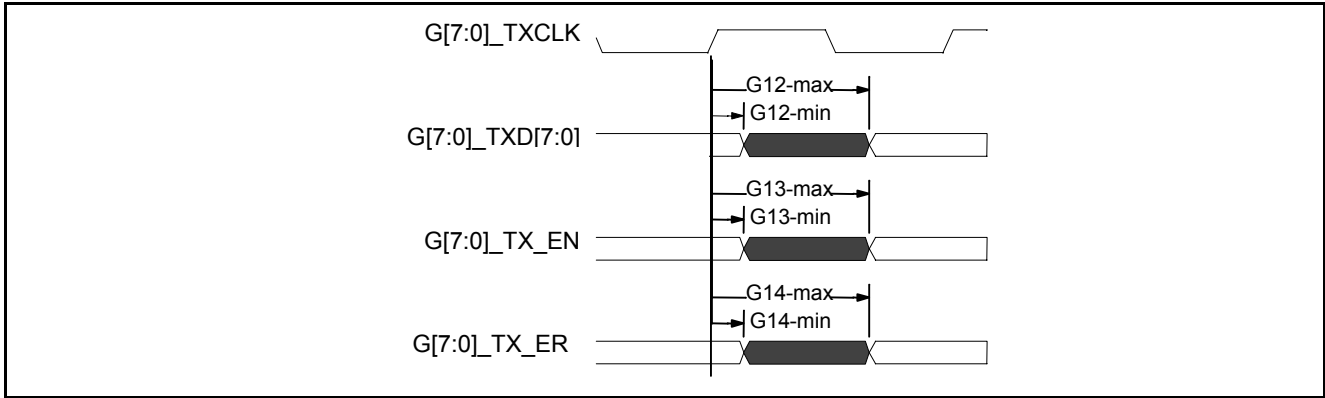 G[7:0]_TXCLK
G12-max
G12-min
G[7:0]_TXD[7:0]
G13-max
G13-min
G[7:0]_TX_EN
G14-max
G14-min
G[7:0]_TX_ER